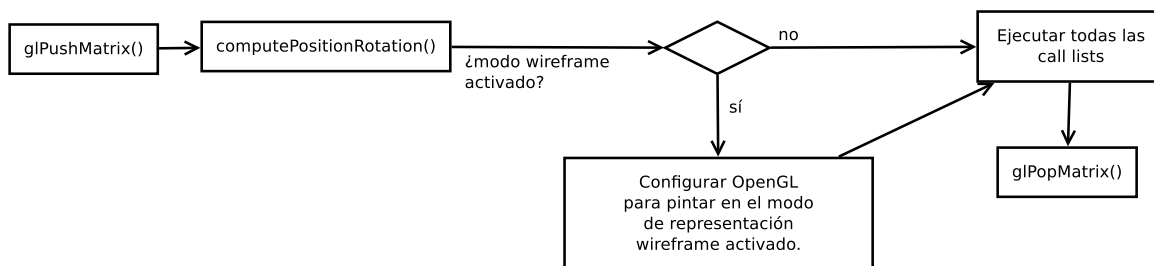 glPushMatrix()
computePositionRotation()
¿modo wireframe
activado?
no
sí
Ejecutar todas las
call lists
Configurar OpenGL
para pintar en el modo
de representación
wireframe activado.
glPopMatrix()